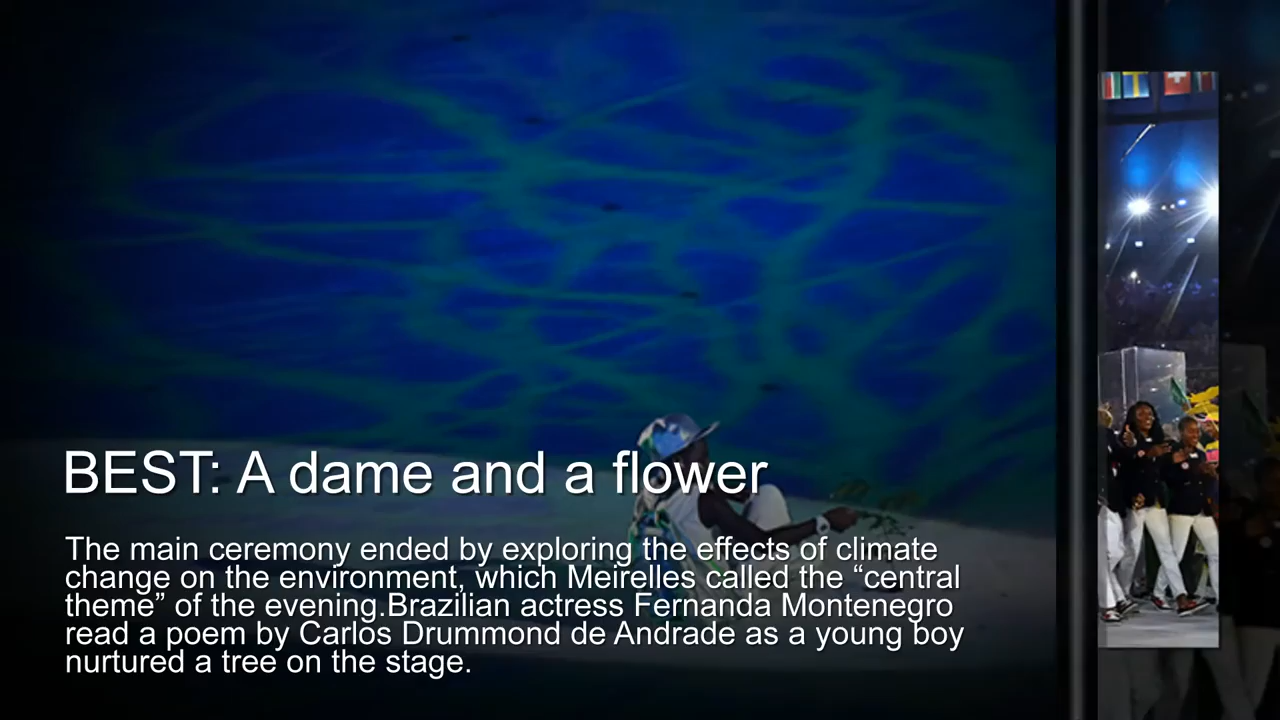 BEST: A dame and a flower
The main ceremony ended by exploring the effects of climate
change on the environment, which Meirelles called the “central
theme” of the evening.Brazilian actress Fernanda Montenegro
read a poem by Carlos Drummond de Andrade as a young boy
nurtured a tree on the stage.